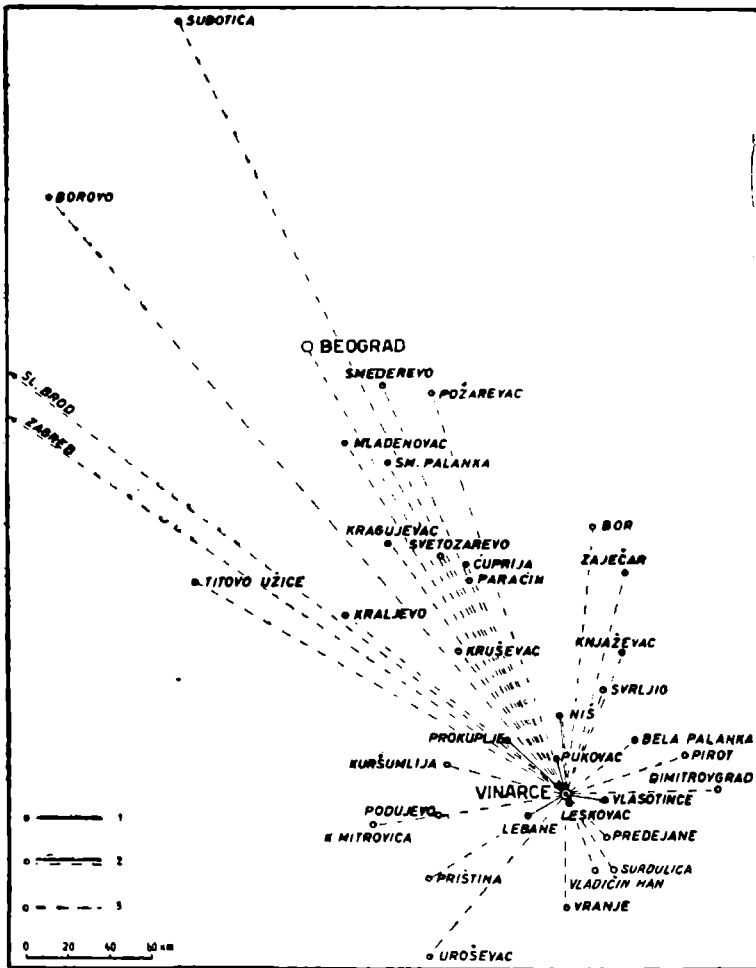 SUBOTICA
BOROVO
BEOGRAD
SMEDEREVO
POŽAREVAC
SL. BROD
ZAGREB
MLADENOVAC
SM. PALANKA
BOR
KRAGUJEVAC
SVETOZAREVO
ĆUPRIJA
ZAJEČAR
PARAĆIN
TITOVO UŽICE
KRALJEVO
KRUŠEVAC
KNJAŽEVAC
SVRLJIG
NIŠ
PROKUPLJE
BELA PALANKA
PUKOVAC
PIROT
KURŠUMLIJA
DIMITROVGRAD
VINARCE
VLASOTINCE
LESKOVAC
PODUJEVO
LEBANE
K MITROVICA
PREDEJANE
SURDULICA
PRIŠTINA
VLADIČIN HAN
VRANJE
UROŠEVAC
1
2
3
0 20 40 60 KM